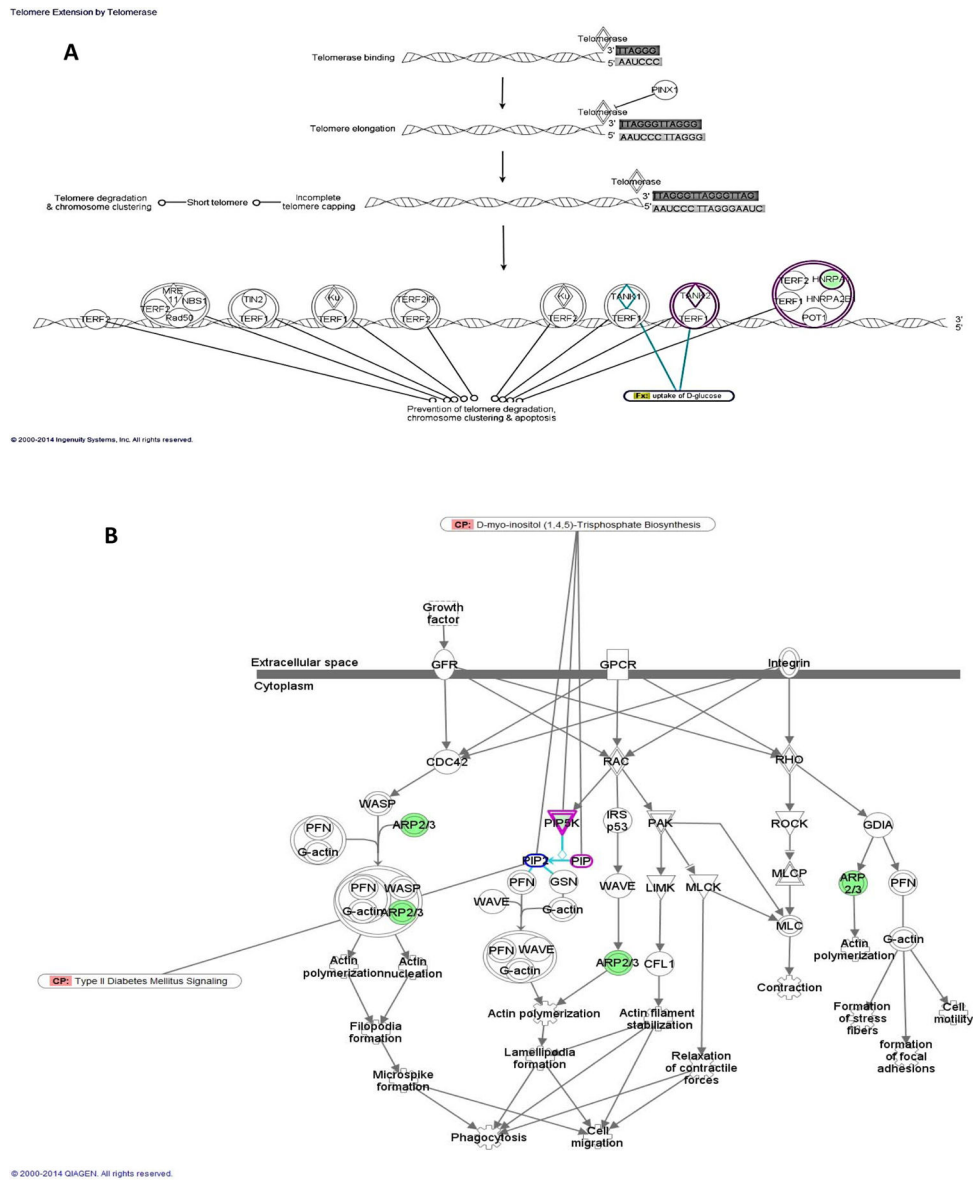 Telomere Extension by Telomerase
A
Telomerase
Telomerase binding
3' TTAGGG
5' AAUCCC
PINX1
Telomerase
Telomere elongation
3' TTAGGGTTAGGG
5' AAUCCC TTAGGG
Telomerase
Telomere degradation
& chromosome clustering
Short telomere
Incomplete
telomere capping
3' TTAGGGTTAGGGTTAG
5' AAUCCC TTAGGGAAUC
TERF2
MRE
11
NBS1
TERF2
Rad50
TIN2
TERF1
Ku
TERF1
TERF2IP
TERF2
Ku
TERF2
TANK1
TERF1
TANK2
TERF1
TERF2
HNRPA
TERF1
HNRPA2B
POT1
3'
5'
Fx: uptake of D-glucose
Prevention of telomere degradation,
chromosome clustering & apoptosis
© 2000-2014 Ingenuity Systems, Inc. All rights reserved.
B
CP: D-myo-inositol (1,4,5)-Trisphosphate Biosynthesis
Growth
factor
Extracellular space
GFR
GPCR
Integrin
Cytoplasm
CDC42
RAC
RHO
WASP
PFN
G-actin
ARP2/3
PIP5K
IRS
p53
PAK
ROCK
GDIA
PIP2
PIP
MLCP
PFN
WASP
G-actin
ARP2/3
PFN
GSN
WAVE
LIMK
MLCK
ARP
2/3
PFN
WAVE
G-actin
MLC
PFN
WAVE
G-actin
ARP2/3
CFL1
Actin
polymerization
G-actin
Actin
polymerization
Actin
nucleation
CP: Type II Diabetes Mellitus Signaling
Contraction
Actin polymerization
Actin filament
stabilization
Formation
of stress
fibers
Cell
motility
Filopodia
formation
Lamellipodia
formation
Relaxation
of contractile
forces
formation
of focal
adhesions
Microspike
formation
Phagocytosis
Cell
migration
© 2000-2014 QIAGEN. All rights reserved.